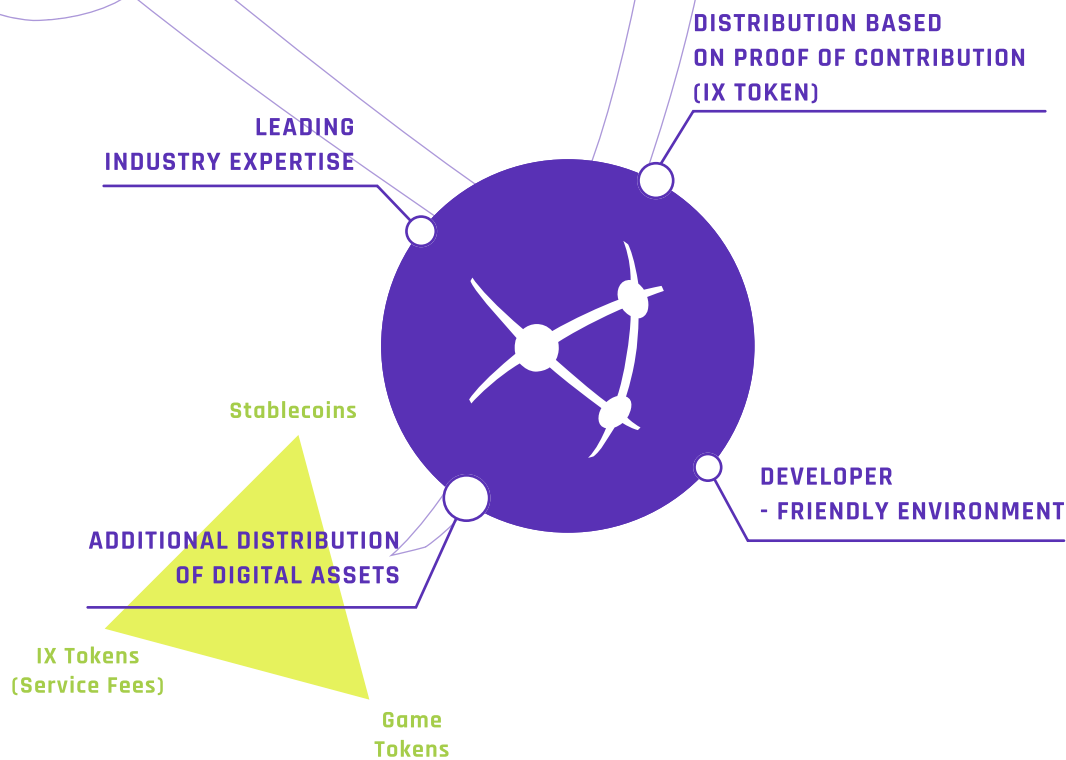 DISTRIBUTION BASED
ON PROOF OF CONTRIBUTION
(IX TOKEN)
LEADING
INDUSTRY EXPERTISE
Stablecoins
DEVELOPER
- FRIENDLY ENVIRONMENT
ADDITIONAL DISTRIBUTION
OF DIGITAL ASSETS
IX Tokens
(Service Fees)
Game
Tokens